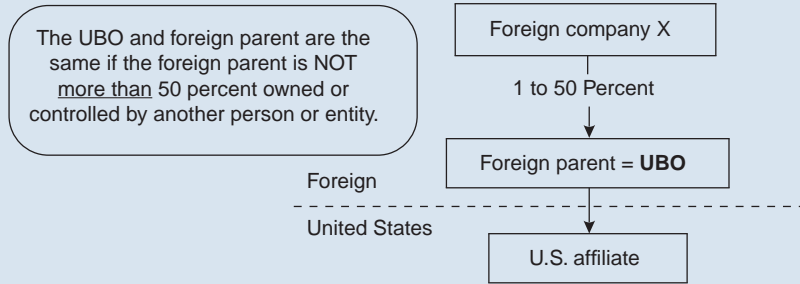 The UBO and foreign parent are the
same if the foreign parent is NOT
more than 50 percent owned or
controlled by another person or entity.
Foreign company X
1 to 50 Percent
Foreign parent = UBO
Foreign
United States
U.S. affiliate